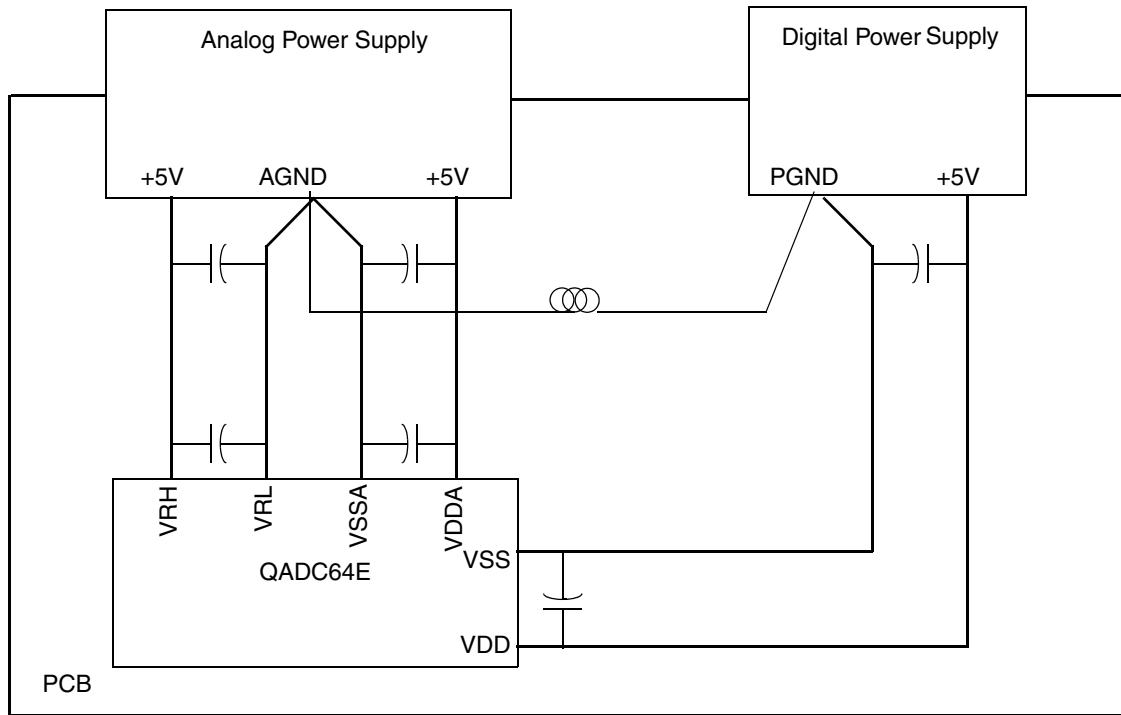 Analog Power Supply
Digital Power Supply
+5V
AGND
+5V
PGND
+5V
VRH
VRL
VSSA
VDDA
VSS
QADC64E
VDD
PCB